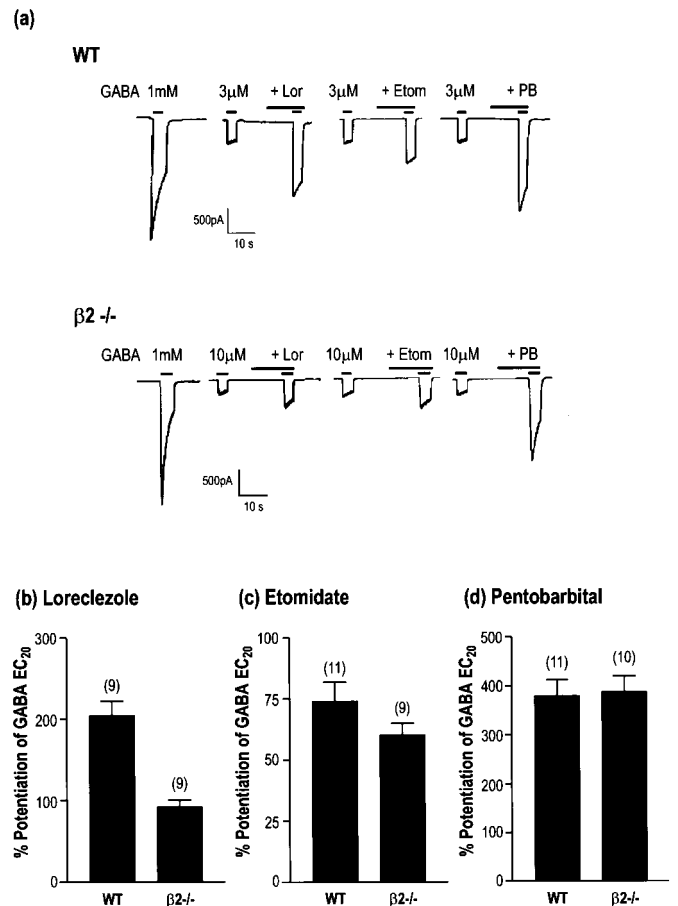 (a)
WT
GABA 1mM 3μM + Lor 3μM + Etom 3μM + PB
500pA
10 s
β2 -/-
GABA 1mM 10μM + Lor 10μM + Etom 10μM + PB
500pA
10 s
(b) Loreclezole
% Potentiation of GABA EC20
300
200
100
0
(9)
(9)
WT β2-/-
(c) Etomidate
% Potentiation of GABA EC20
100
75
50
25
0
(11)
(9)
WT β2-/-
(d) Pentobarbital
% Potentiation of GABA EC20
500
400
300
200
100
0
(11)
(10)
WT β2-/-